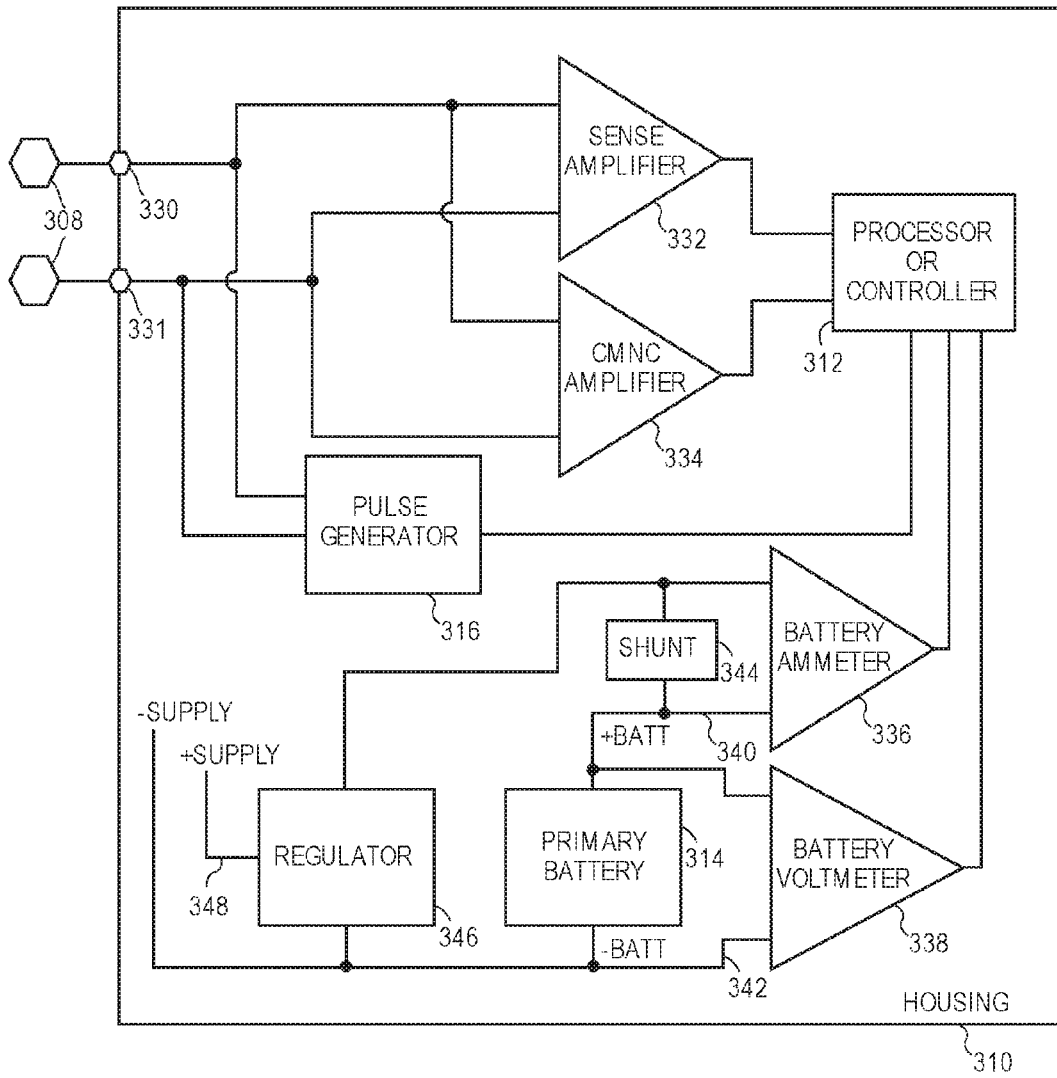 SENSE
AMPLIFIER
332
308
330
331
PROCESSOR
OR
CONTROLLER
312
CMNC
AMPLIFIER
334
PULSE
GENERATOR
316
SHUNT
344
BATTERY
AMMETER
336
-SUPPLY
+SUPPLY
+BATT
340
REGULATOR
348
346
PRIMARY
BATTERY
314
BATTERY
VOLTMETER
338
-BATT
342
HOUSING
310